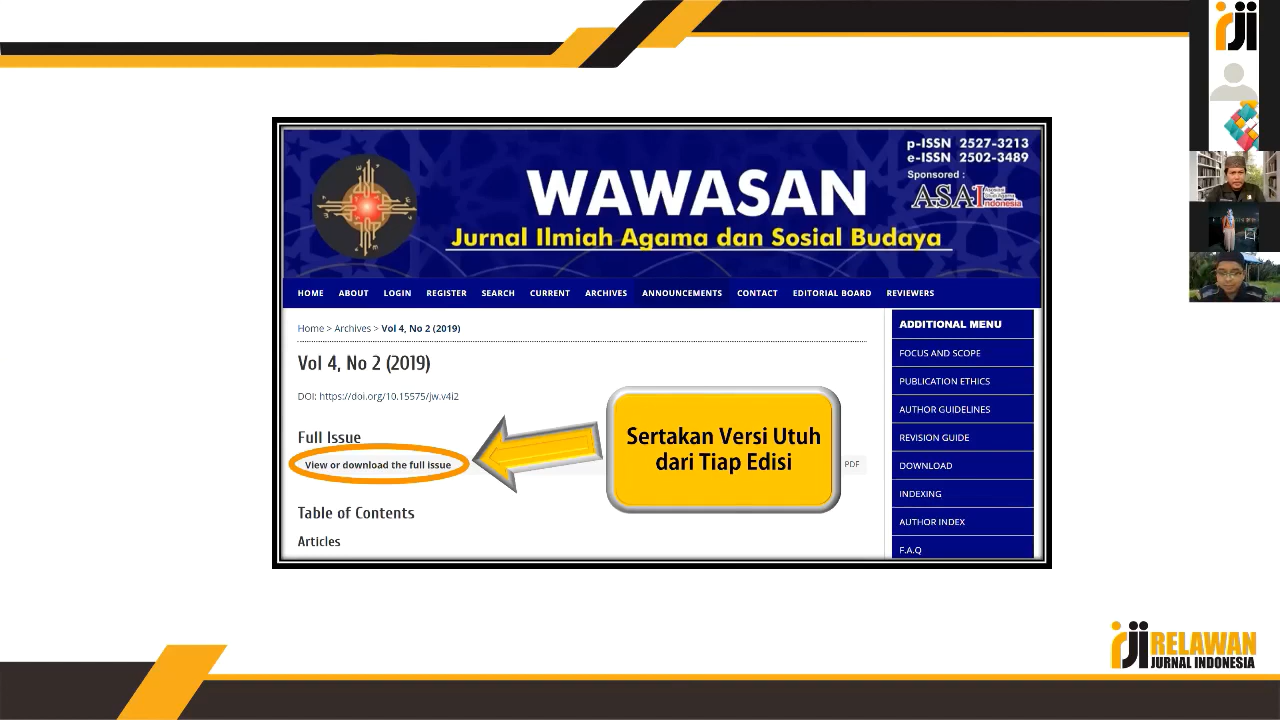 rji
p-ISSN 2527-3213
e-ISSN 2502-3489
Sponsored :
ASAI
Indonesia
WAWASAN
Jurnal Ilmiah Agama dan Sosial Budaya
HOME ABOUT LOGIN REGISTER SEARCH CURRENT ARCHIVES ANNOUNCEMENTS CONTACT EDITORIAL BOARD REVIEWERS
Home > Archives > Vol 4, No 2 (2019)
Vol 4, No 2 (2019)
DOI: https://doi.org/10.15575/jw.v4i2
Full Issue
View or download the full issue
PDF
Sertakan Versi Utuh
dari Tiap Edisi
Table of Contents
Articles
ADDITIONAL MENU
FOCUS AND SCOPE
PUBLICATION ETHICS
AUTHOR GUIDELINES
REVISION GUIDE
DOWNLOAD
INDEXING
AUTHOR INDEX
F.A.Q
rji RELAWAN
JURNAL INDONESIA